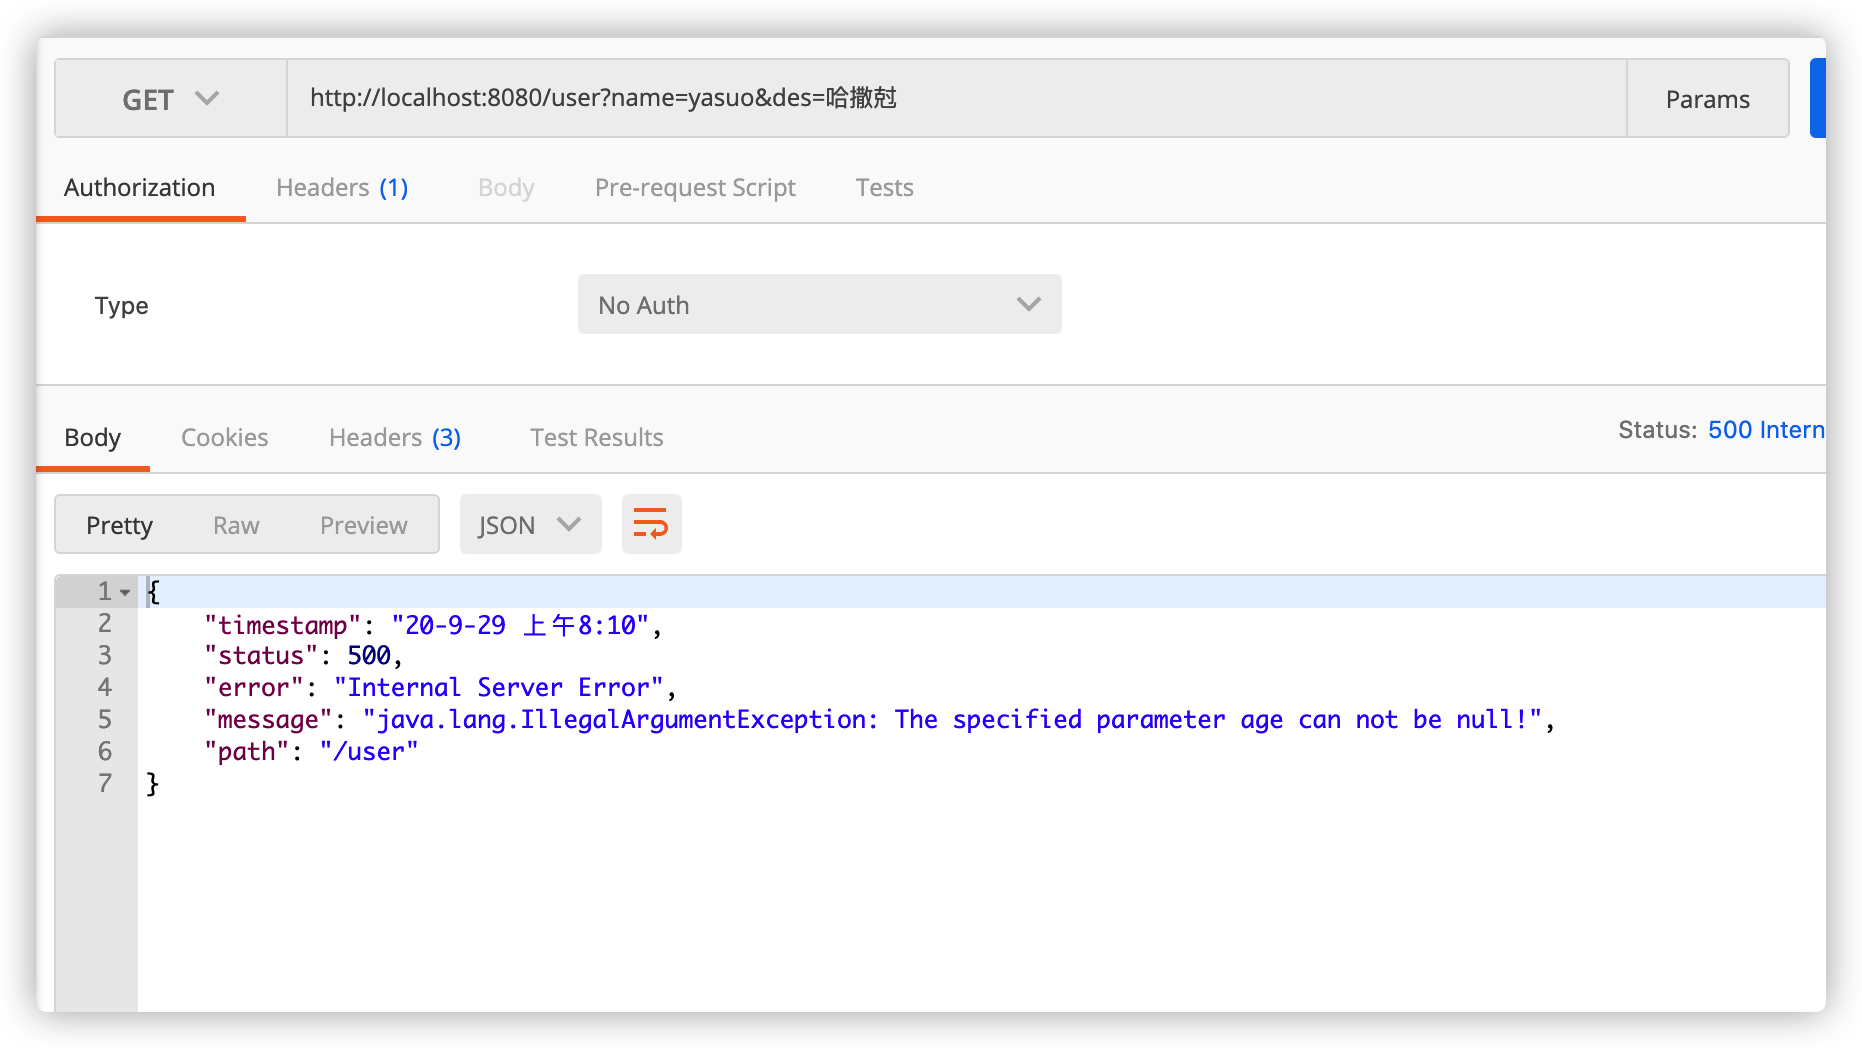 GET http://localhost:8080/user?name=yasuo&des=哈撒尅 Params
Authorization Headers (1) Body Pre-request Script Tests
Type No Auth
Body Cookies Headers (3) Test Results Status: 500 Intern
Pretty Raw Preview JSON
1 {
2 "timestamp": "20-9-29 上午8:10",
3 "status": 500,
4 "error": "Internal Server Error",
5 "message": "java.lang.IllegalArgumentException: The specified parameter age can not be null!",
6 "path": "/user"
7 }